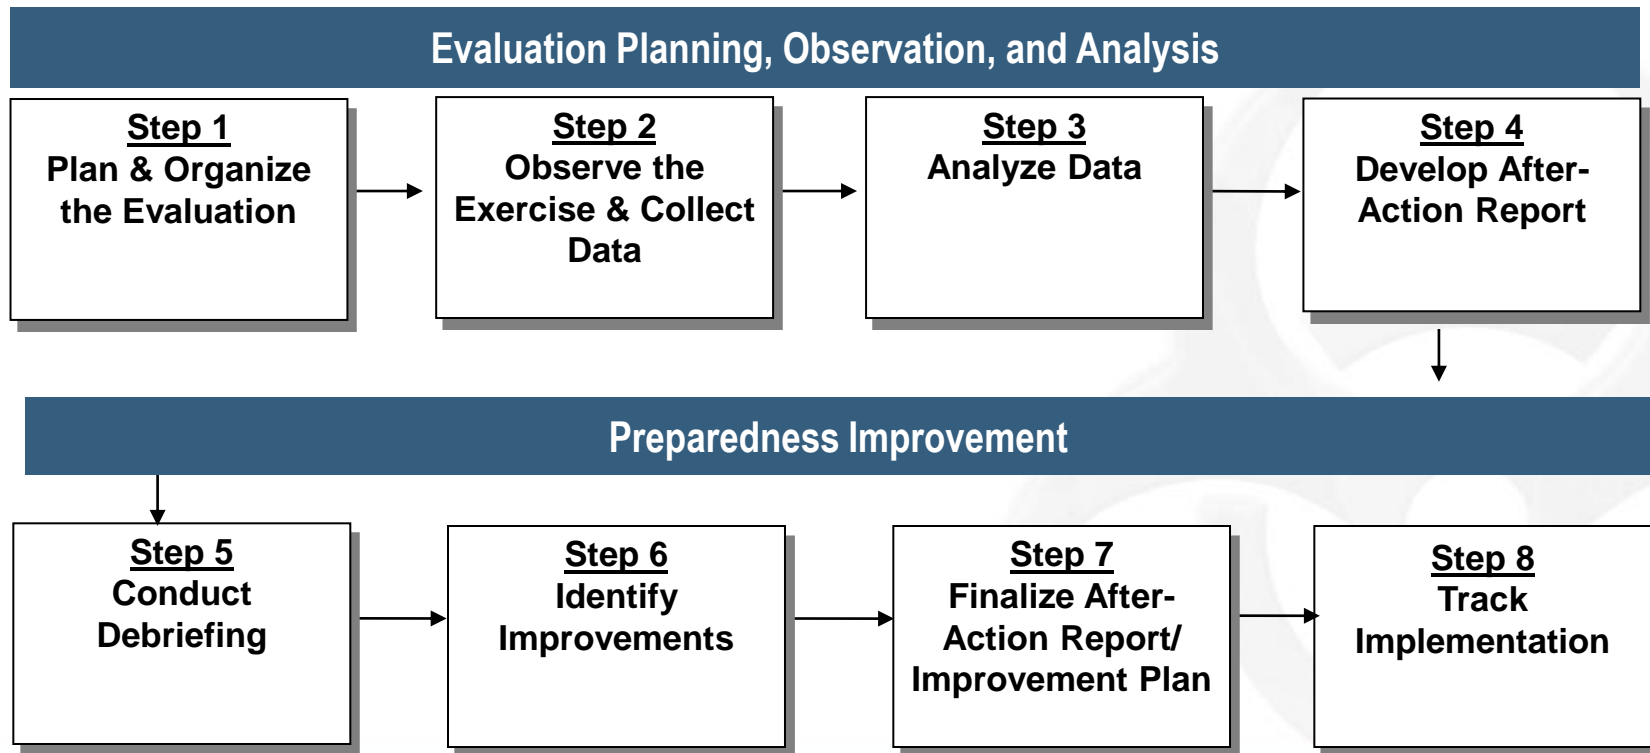 Evaluation Planning, Observation, and Analysis
Step 1
Plan & Organize
the Evaluation
Step 2
Observe the
Exercise & Collect
Data
Step 3
Analyze Data
Step 4
Develop After-
Action Report
Preparedness Improvement
Step 5
Conduct
Debriefing
Step 6
Identify
Improvements
Step 7
Finalize After-
Action Report/
Improvement Plan
Step 8
Track
Implementation